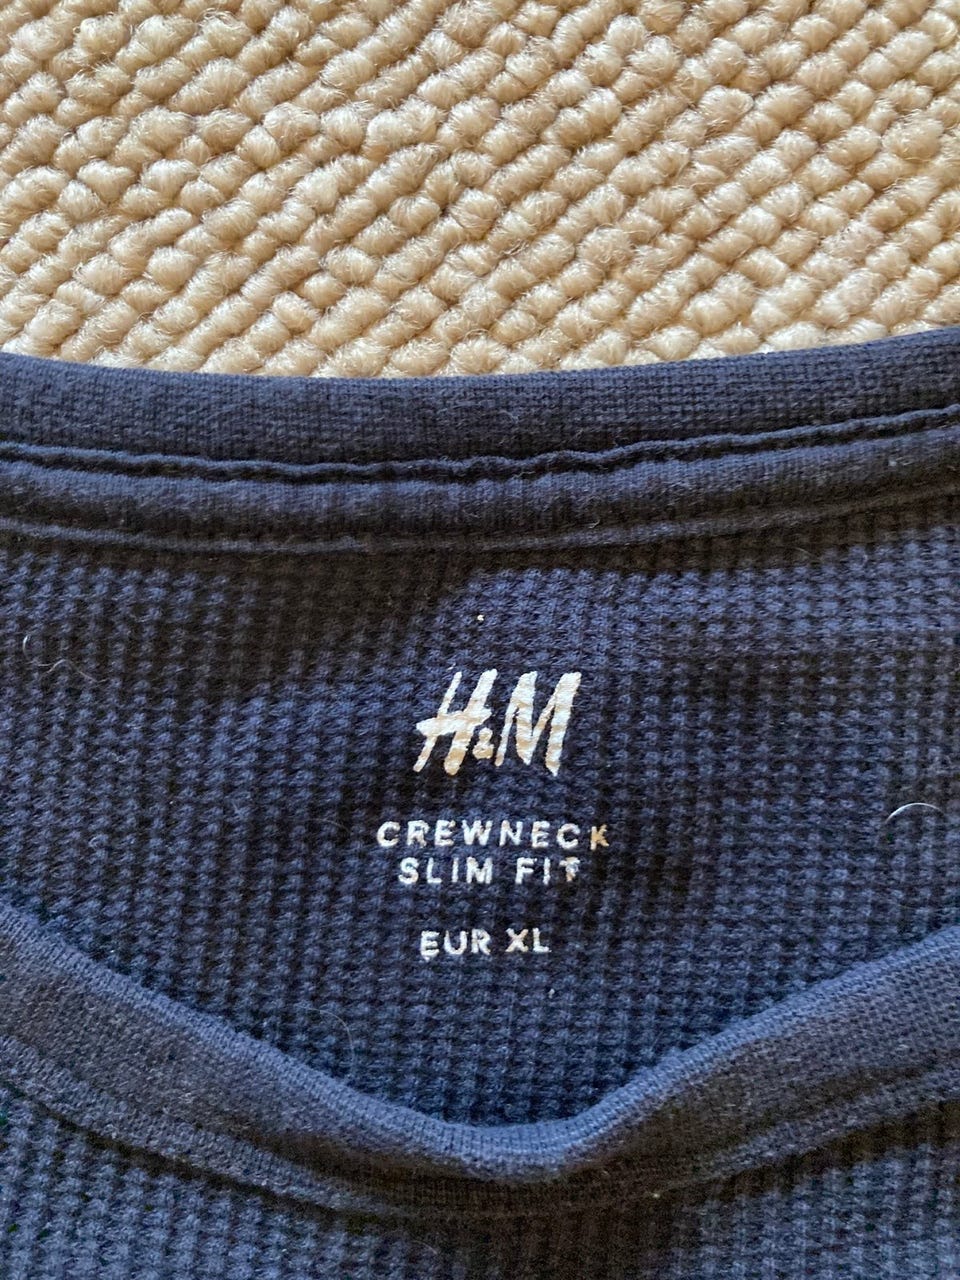 H&M
CREWNECK
SLIM FIT
EUR XL